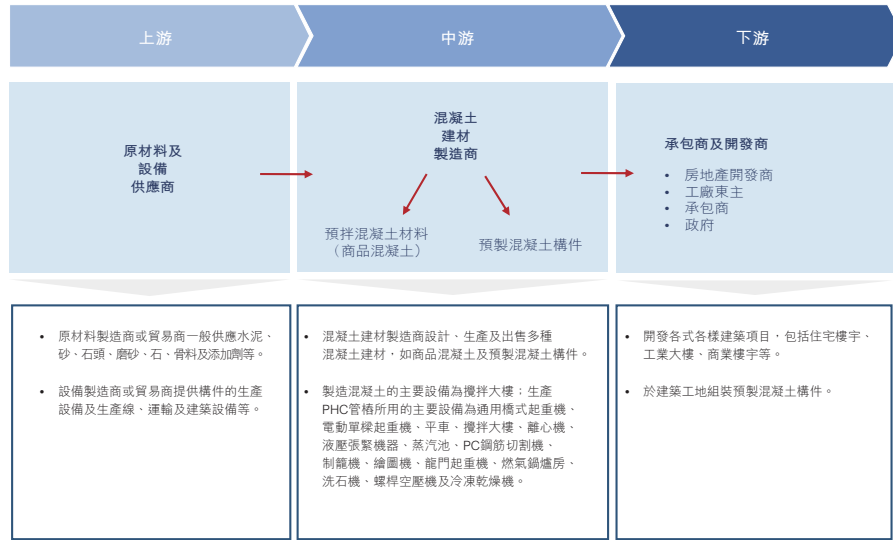 上游
中游
下游
原材料及
設備
供應商
混凝土
建材
製造商
預拌混凝土材料
（商品混凝土）
預製混凝土構件
承包商及開發商
• 房地產開發商
• 工廠東主
• 承包商
• 政府
• 原材料製造商或貿易商一般供應水泥、
砂、石頭、磨砂、石、骨料及添加劑等。
• 設備製造商或貿易商提供構件的生產
設備及生產線、運輸及建築設備等。
• 混凝土建材製造商設計、生產及出售多種
混凝土建材，如商品混凝土及預製混凝土構件。
• 製造混凝土的主要設備為攪拌大樓；生產
PHC管樁所用的主要設備為通用橋式起重機、
電動單樑起重機、平車、攪拌大樓、離心機、
液壓張緊機器、蒸汽池、PC鋼筋切割機、
制籠機、繪圖機、龍門起重機、燃氣鍋爐房、
洗石機、螺桿空壓機及冷凍乾燥機。
• 開發各式各樣建築項目，包括住宅樓宇、
工業大樓、商業樓宇等。
• 於建築工地組裝預製混凝土構件。